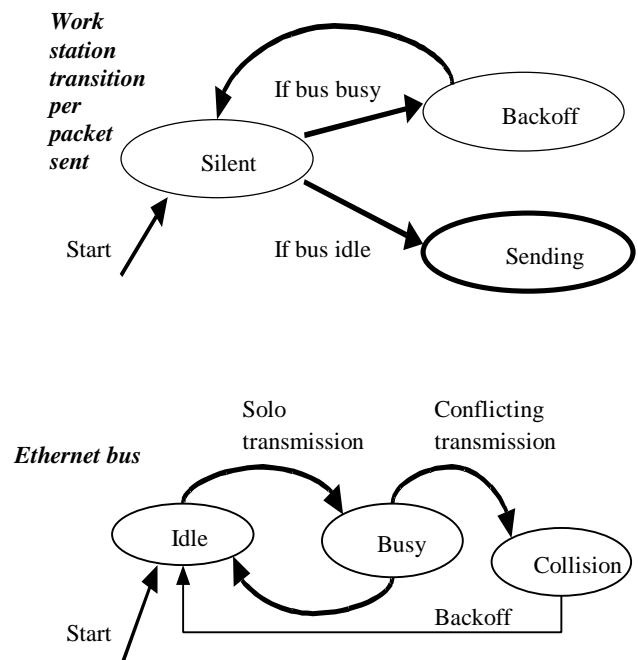 Work
station
transition
per
packet
sent
If bus busy
Backoff
Silent
Start
If bus idle
Sending
Solo
transmission
Conflicting
transmission
Ethernet bus
Idle
Busy
Collision
Backoff
Start